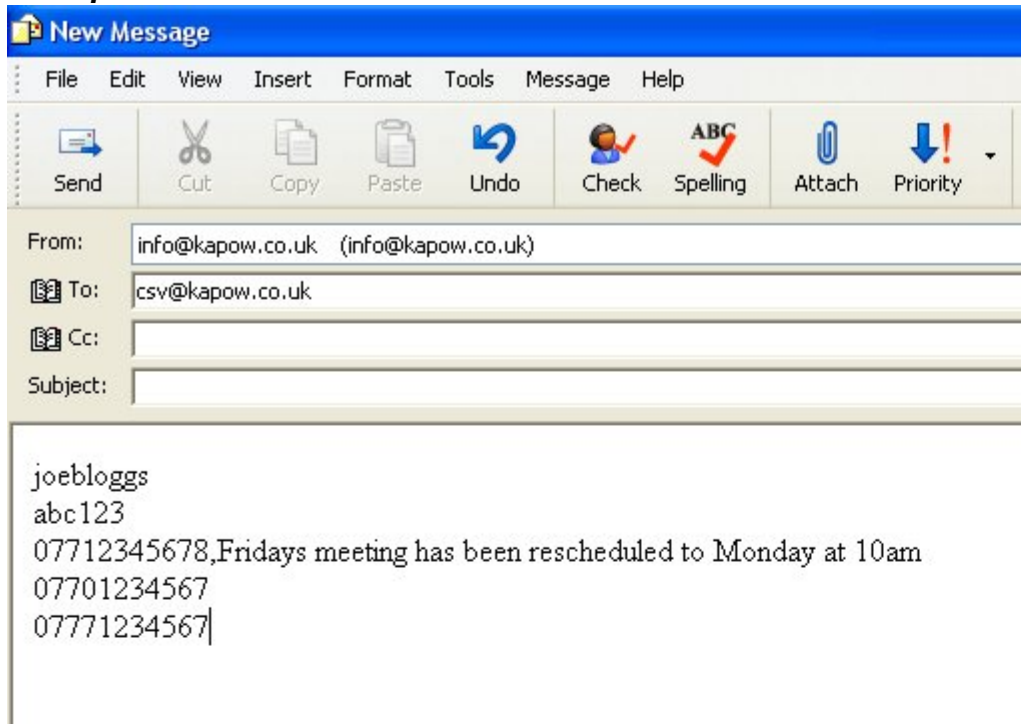 New Message
File Edit View Insert Format Tools Message Help
ABC
Send Cut Copy Paste Undo Check Spelling Attach Priority
From: info@kapow.co.uk (info@kapow.co.uk)
To: csv@kapow.co.uk
Cc:
Subject:
joebloggs
abc123
07712345678,Fridays meeting has been rescheduled to Monday at 10am
07701234567
07771234567